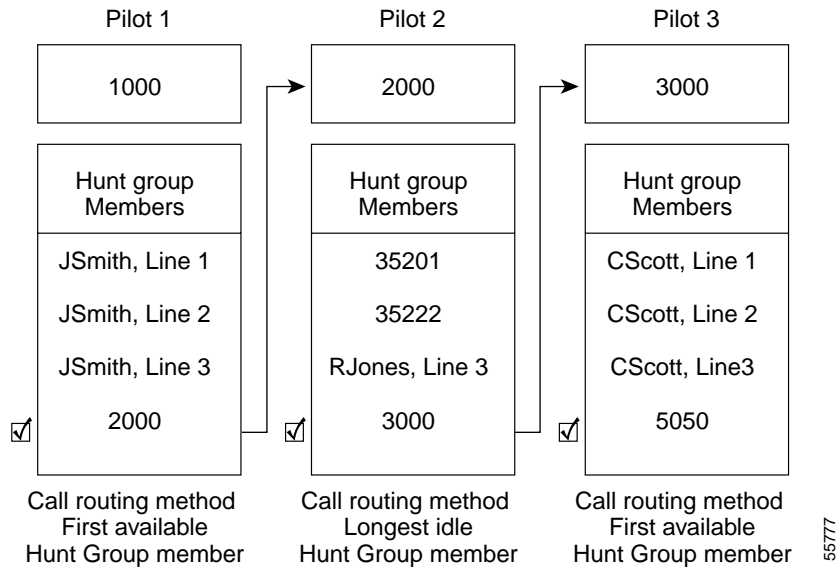 Pilot 1
1000
Hunt group
Members
JSmith, Line 1
JSmith, Line 2
JSmith, Line 3
2000
Call routing method
First available
Hunt Group member
Pilot 2
2000
Hunt group
Members
35201
35222
RJones, Line 3
3000
Call routing method
Longest idle
Hunt Group member
Pilot 3
3000
Hunt group
Members
CScott, Line 1
CScott, Line 2
CScott, Line3
5050
Call routing method
First available
Hunt Group member
55777